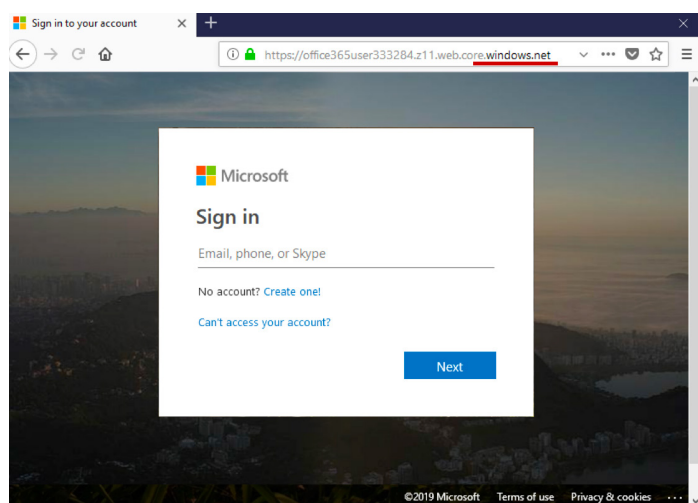 Sign in to your account
https://office365user333284.z11.web.core.windows.net
Microsoft
Sign in
Email, phone, or Skype
No account? Create one!
Can't access your account?
Next
©2019 Microsoft Terms of use Privacy & cookies ...